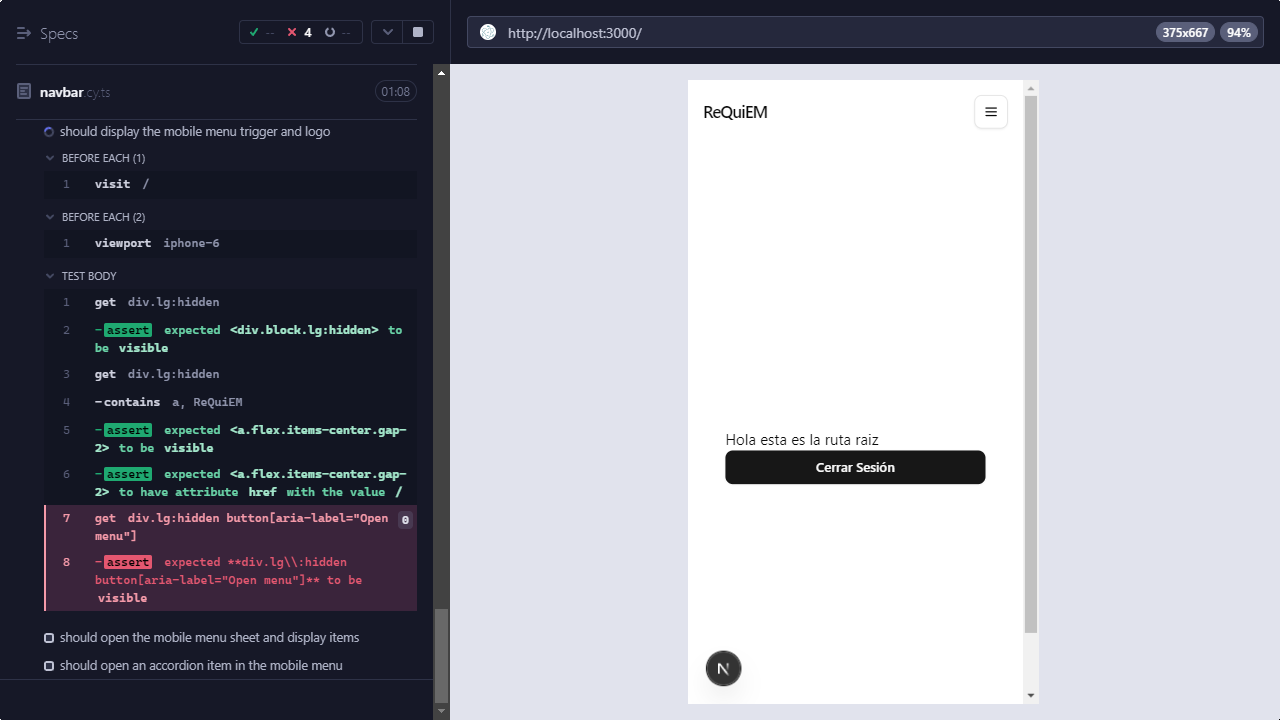 Specs
--
4
--
http://localhost:3000/
375x667
94%
navbar.cy.ts
01:08
should display the mobile menu trigger and logo
BEFORE EACH (1)
1 visit /
BEFORE EACH (2)
1 viewport iphone-6
TEST BODY
1 get div.lg:hidden
2 -assert expected <div.block.lg:hidden> to
be visible
3 get div.lg:hidden
4 -contains a, ReQuiEM
5 -assert expected <a.flex.items-center.gap-
2> to be visible
6 -assert expected <a.flex.items-center.gap-
2> to have attribute href with the value /
7 get div.lg:hidden button[aria-label="Open 0
menu"]
8 -assert expected **div.lg\\:hidden
button[aria-label="Open menu"]** to be
visible
should open the mobile menu sheet and display items
should open an accordion item in the mobile menu
ReQuiEM
Hola esta es la ruta raiz
Cerrar Sesión
N